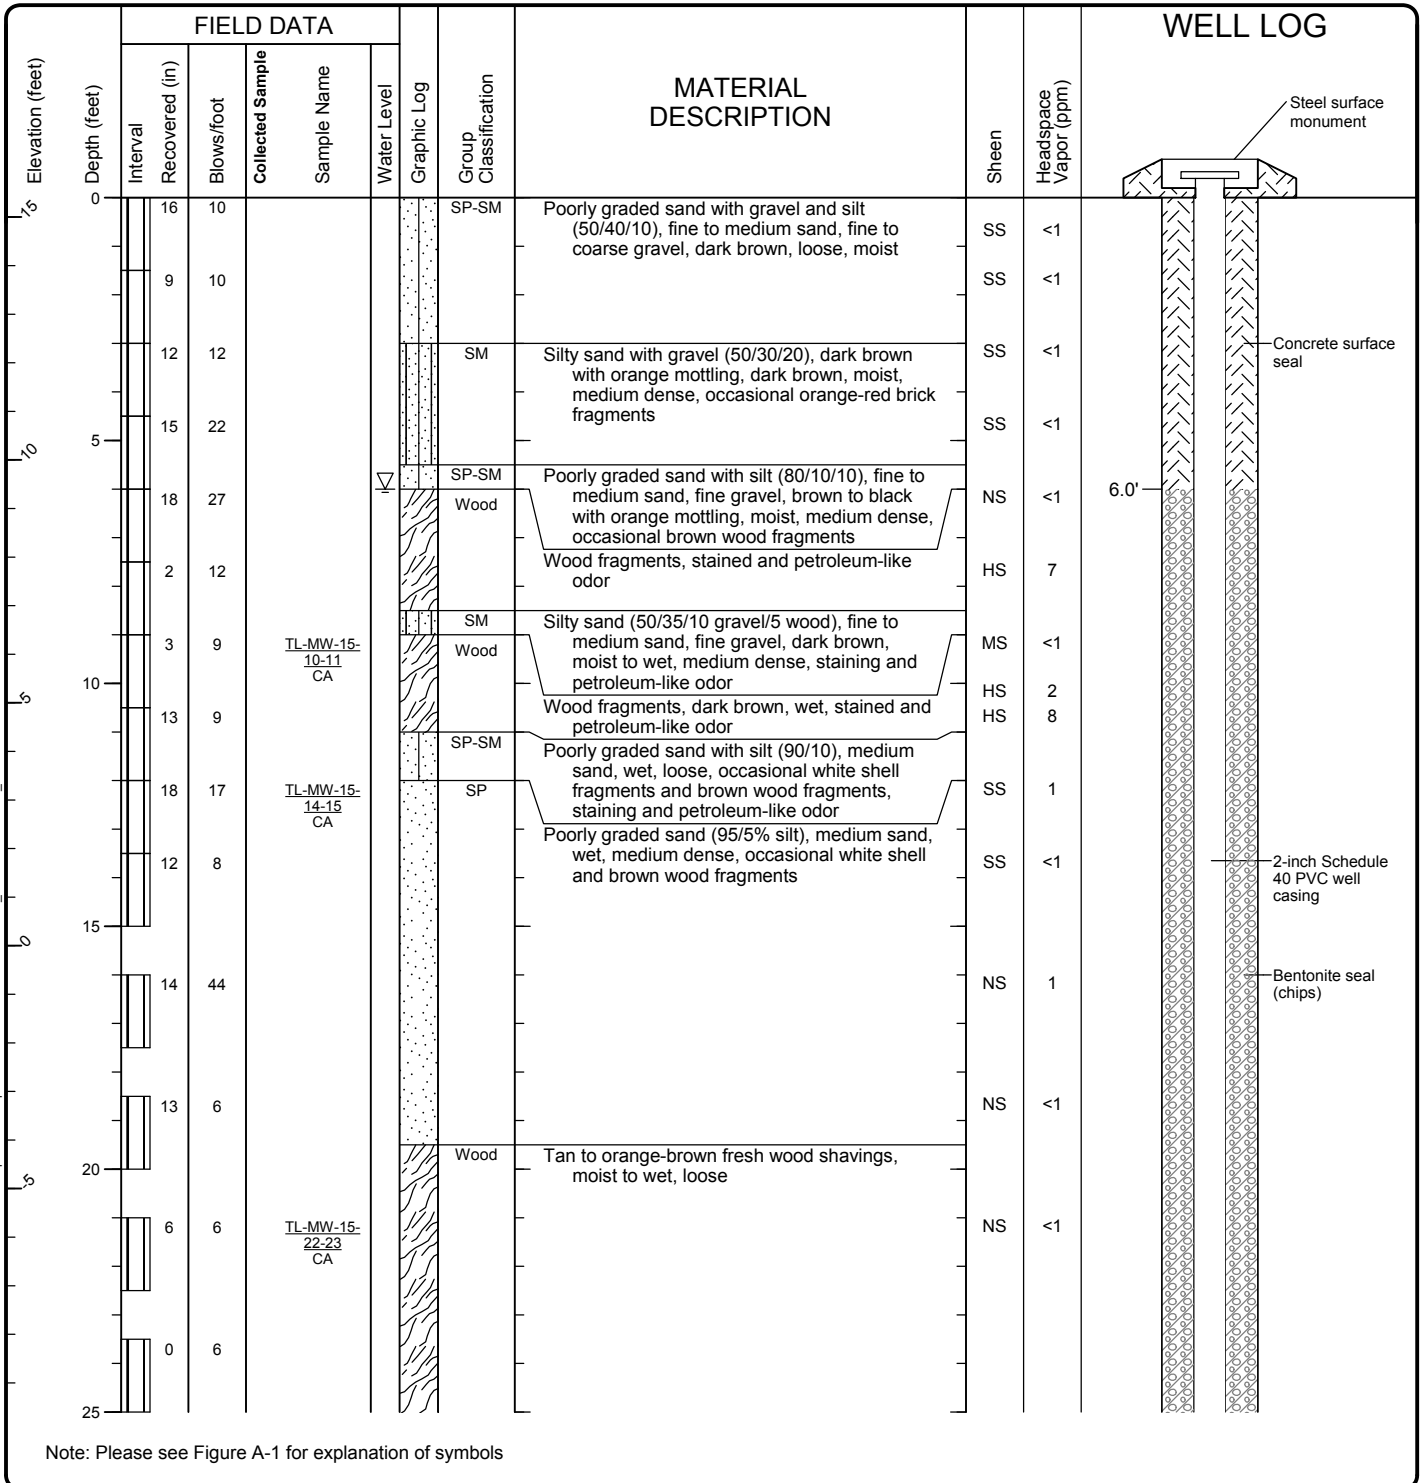 FIELD DATA
WELL LOG
Elevation (feet)
Depth (feet)
Interval
Recovered (in)
Blows/foot
Collected Sample
Sample Name
Water Level
Graphic Log
Group
Classification
MATERIAL
DESCRIPTION
Sheen
Headspace
Vapor (ppm)
Steel surface
monument
0
15
16 10
SP-SM
Poorly graded sand with gravel and silt
(50/40/10), fine to medium sand, fine to
coarse gravel, dark brown, loose, moist
SS <1
9 10
SS <1
12 12
SM
Silty sand with gravel (50/30/20), dark brown
with orange mottling, dark brown, moist,
medium dense, occasional orange-red brick
fragments
SS <1
Concrete surface
seal
15 22
SS <1
5
10
SP-SM
Poorly graded sand with silt (80/10/10), fine to
medium sand, fine gravel, brown to black
with orange mottling, moist, medium dense,
occasional brown wood fragments
18 27
Wood
NS <1
6.0'
Wood fragments, stained and petroleum-like
odor
2 12
HS 7
SM
Silty sand (50/35/10 gravel/5 wood), fine to
medium sand, fine gravel, dark brown,
moist to wet, medium dense, staining and
petroleum-like odor
3 9
TL-MW-15-
10-11
CA
Wood
MS <1
10
5
HS 2
Wood fragments, dark brown, wet, stained and
petroleum-like odor
13 9
HS 8
SP-SM
Poorly graded sand with silt (90/10), medium
sand, wet, loose, occasional white shell
fragments and brown wood fragments,
staining and petroleum-like odor
18 17
TL-MW-15-
14-15
CA
SP
SS 1
Poorly graded sand (95/5% silt), medium sand,
wet, medium dense, occasional white shell
and brown wood fragments
12 8
SS <1
2-inch Schedule
40 PVC well
casing
15
0
14 44
NS 1
Bentonite seal
(chips)
13 6
NS <1
Wood
Tan to orange-brown fresh wood shavings,
moist to wet, loose
20
-5
6 6
TL-MW-15-
22-23
CA
NS <1
0 6
25
Note: Please see Figure A-1 for explanation of symbols